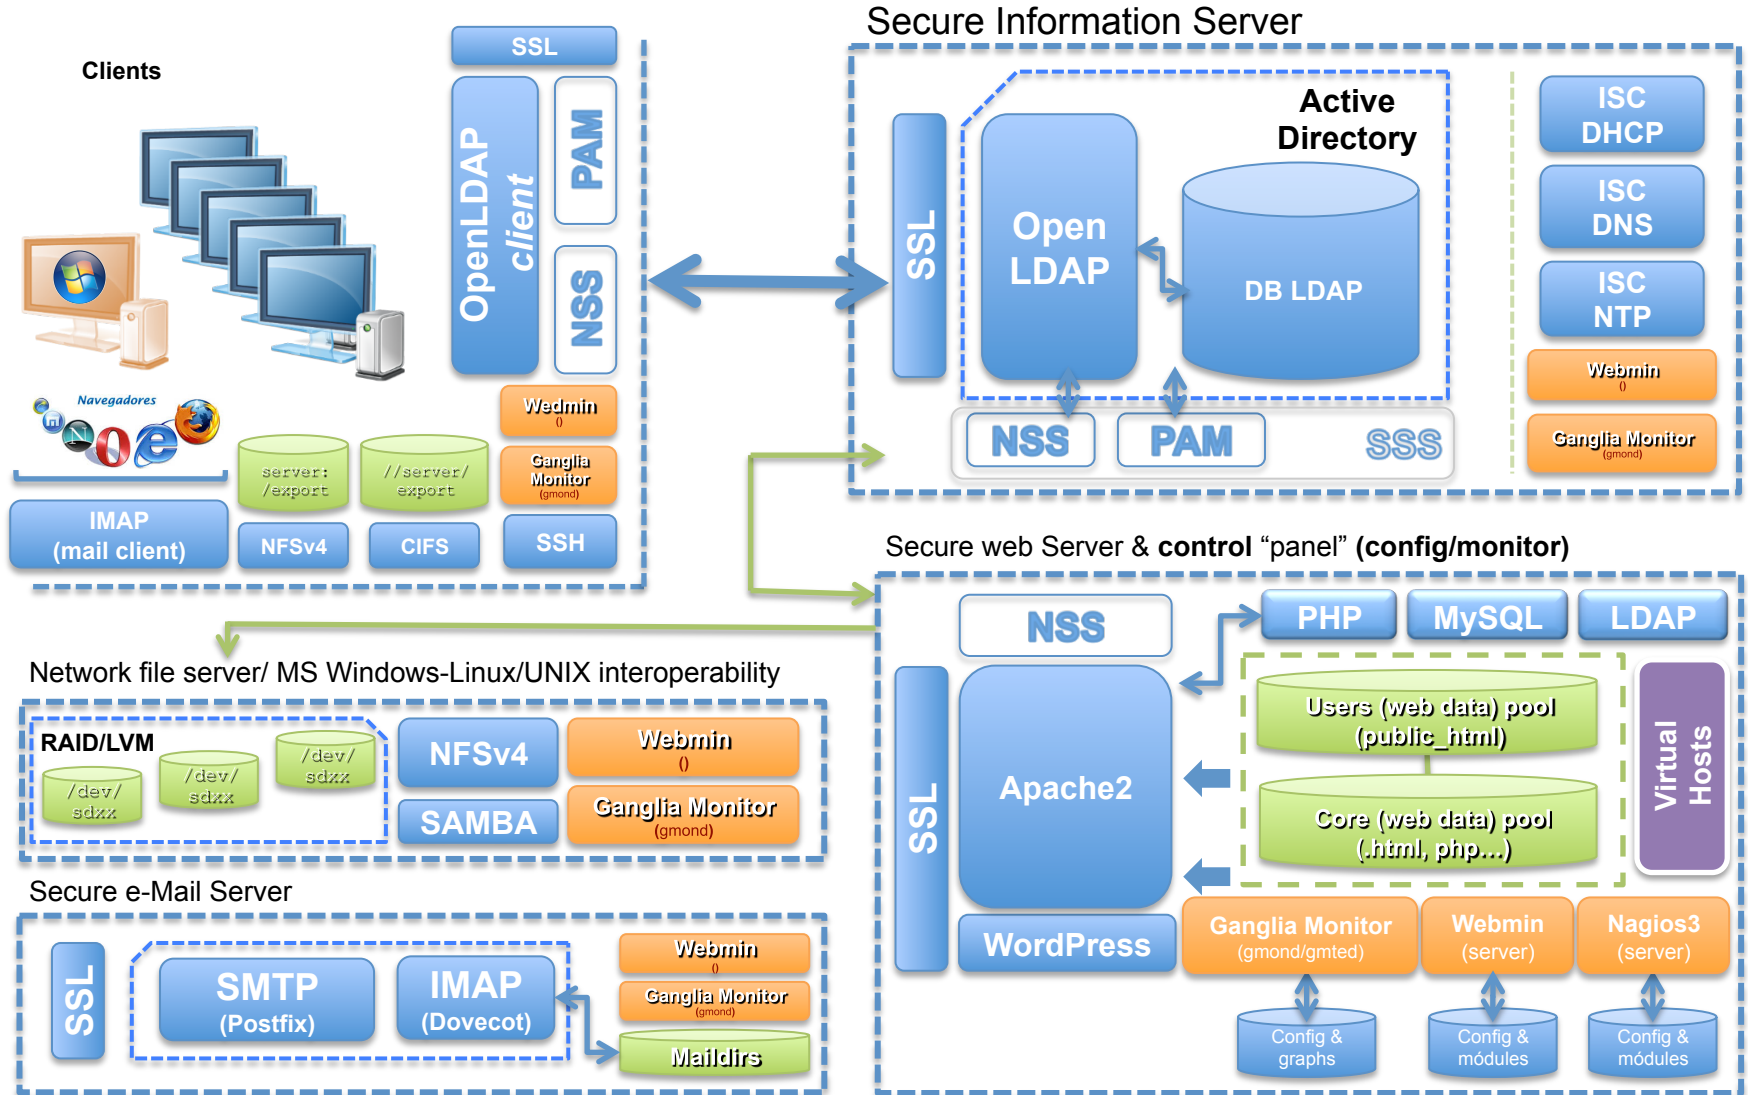 Secure Information Server
Clients
SSL
OpenLDAP
client
PAM
NSS
Navegadores
N
O
e
server:
/export
//server/
export
Wedmin
()
Ganglia
Monitor
(gmond)
IMAP
(mail client)
NFSv4
CIFS
SSH
SSL
Active
Directory
Open
LDAP
DB LDAP
NSS
PAM
SSS
ISC
DHCP
ISC
DNS
ISC
NTP
Webmin
()
Ganglia Monitor
(gmond)
Secure web Server & control “panel” (config/monitor)
NSS
PHP
MySQL
LDAP
SSL
Apache2
WordPress
Users (web data) pool
(public_html)
Core (web data) pool
(.html, php...)
Virtual
Hosts
Ganglia Monitor
(gmond/gmted)
Webmin
(server)
Nagios3
(server)
Config &
graphs
Config &
módules
Config &
módules
Network file server/ MS Windows-Linux/UNIX interoperability
RAID/LVM
/dev/
sdxx
/dev/
sdxx
/dev/
sdxx
NFSv4
SAMBA
Webmin
()
Ganglia Monitor
(gmond)
Secure e-Mail Server
SSL
SMTP
(Postfix)
IMAP
(Dovecot)
Webmin
()
Ganglia Monitor
(gmond)
Maildirs